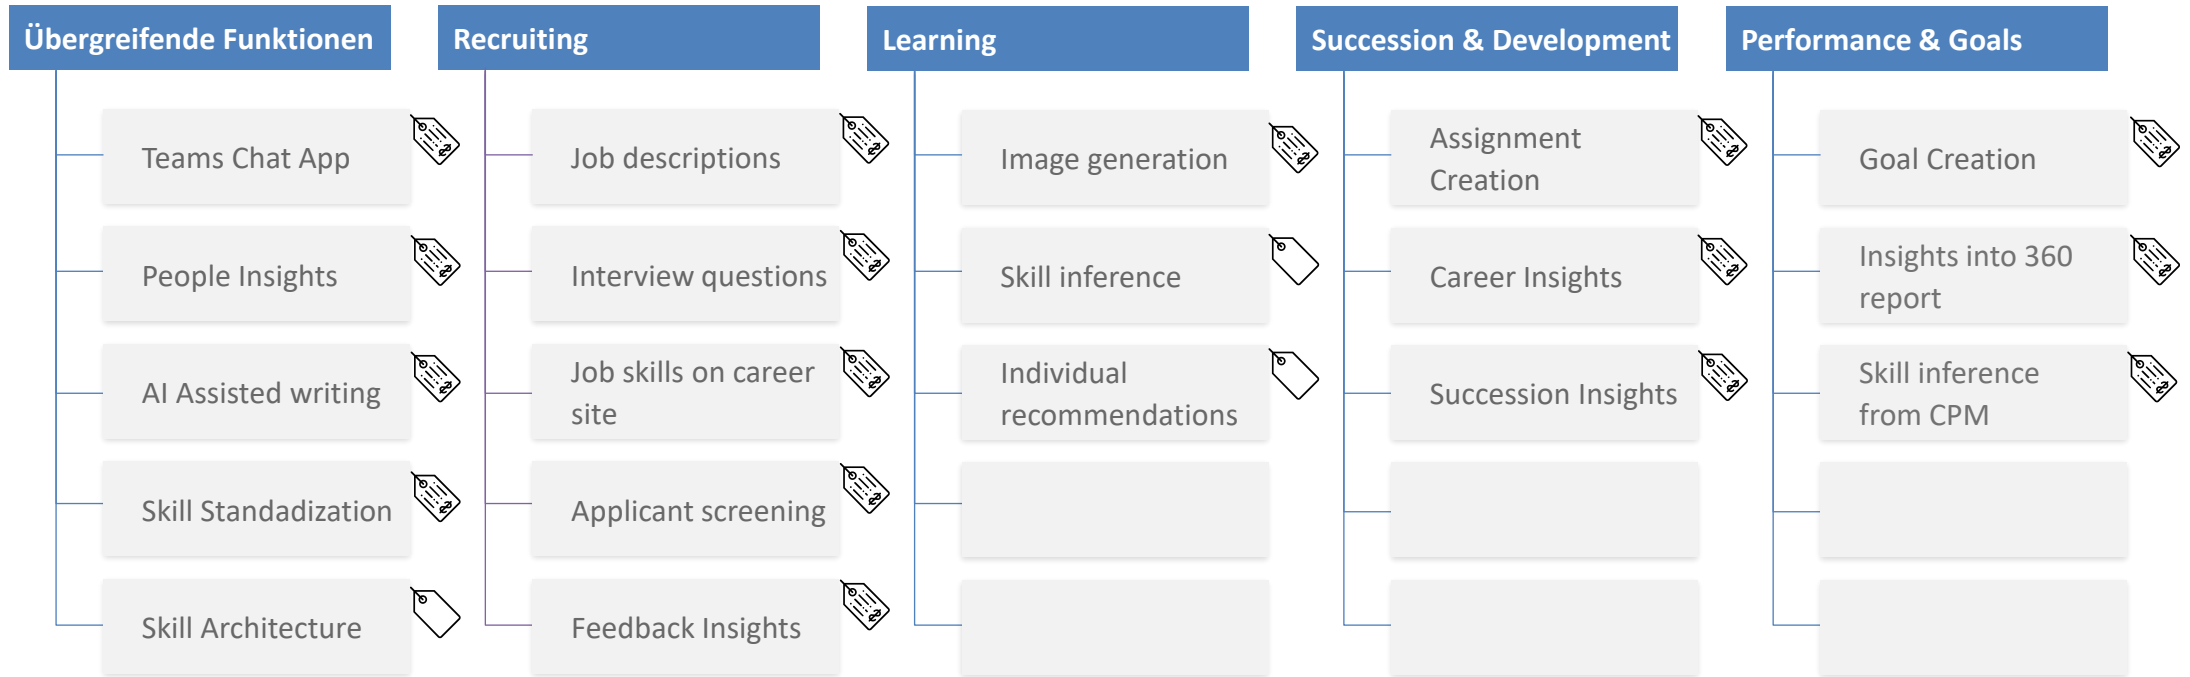 Übergreifende Funktionen
Teams Chat App
People Insights
AI Assisted writing
Skill Standadization
Skill Architecture
Recruiting
Job descriptions
Interview questions
Job skills on career
site
Applicant screening
Feedback Insights
Learning
Image generation
Skill inference
Individual
recommendations
Succession & Development
Assignment
Creation
Career Insights
Succession Insights
Performance & Goals
Goal Creation
Insights into 360
report
Skill inference
from CPM